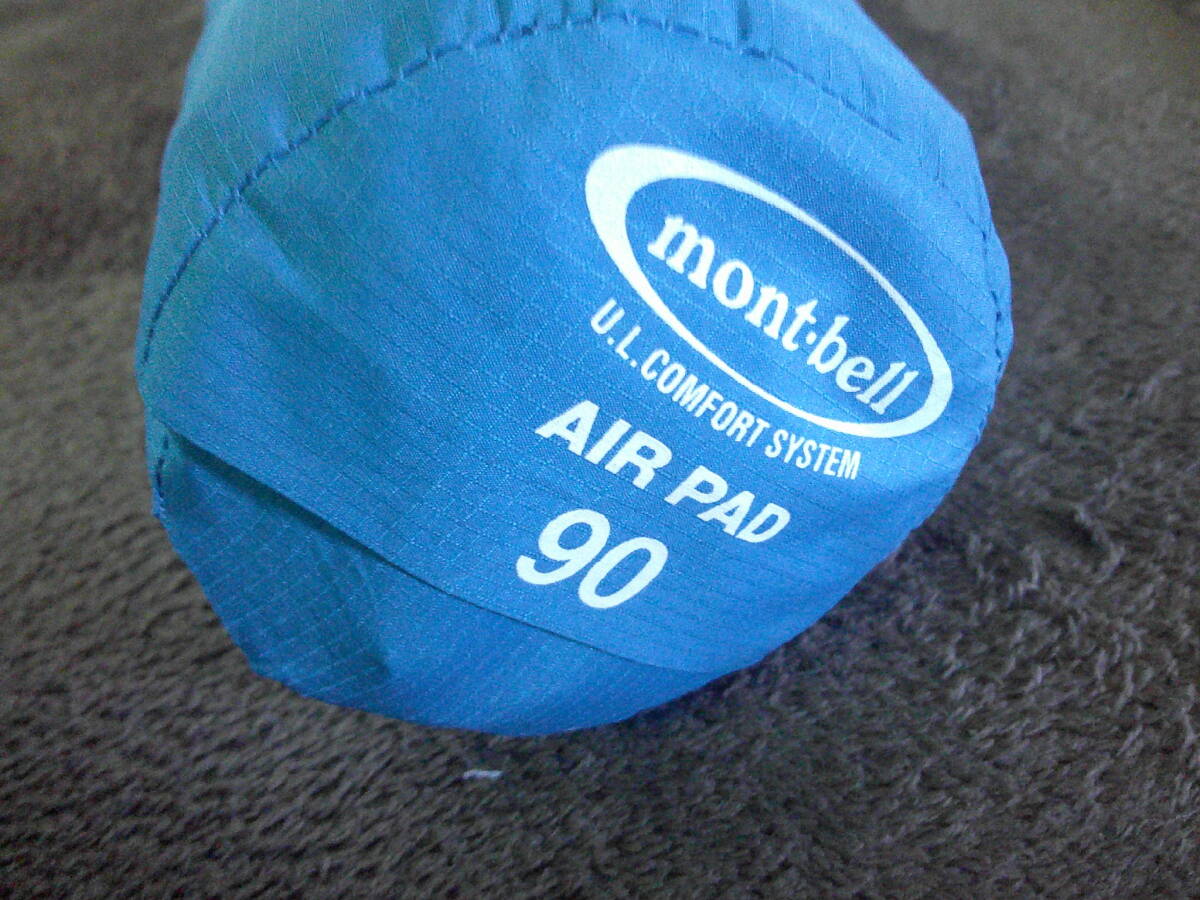 mont·bell
U.L.COMFORT SYSTEM
AIR PAD
90